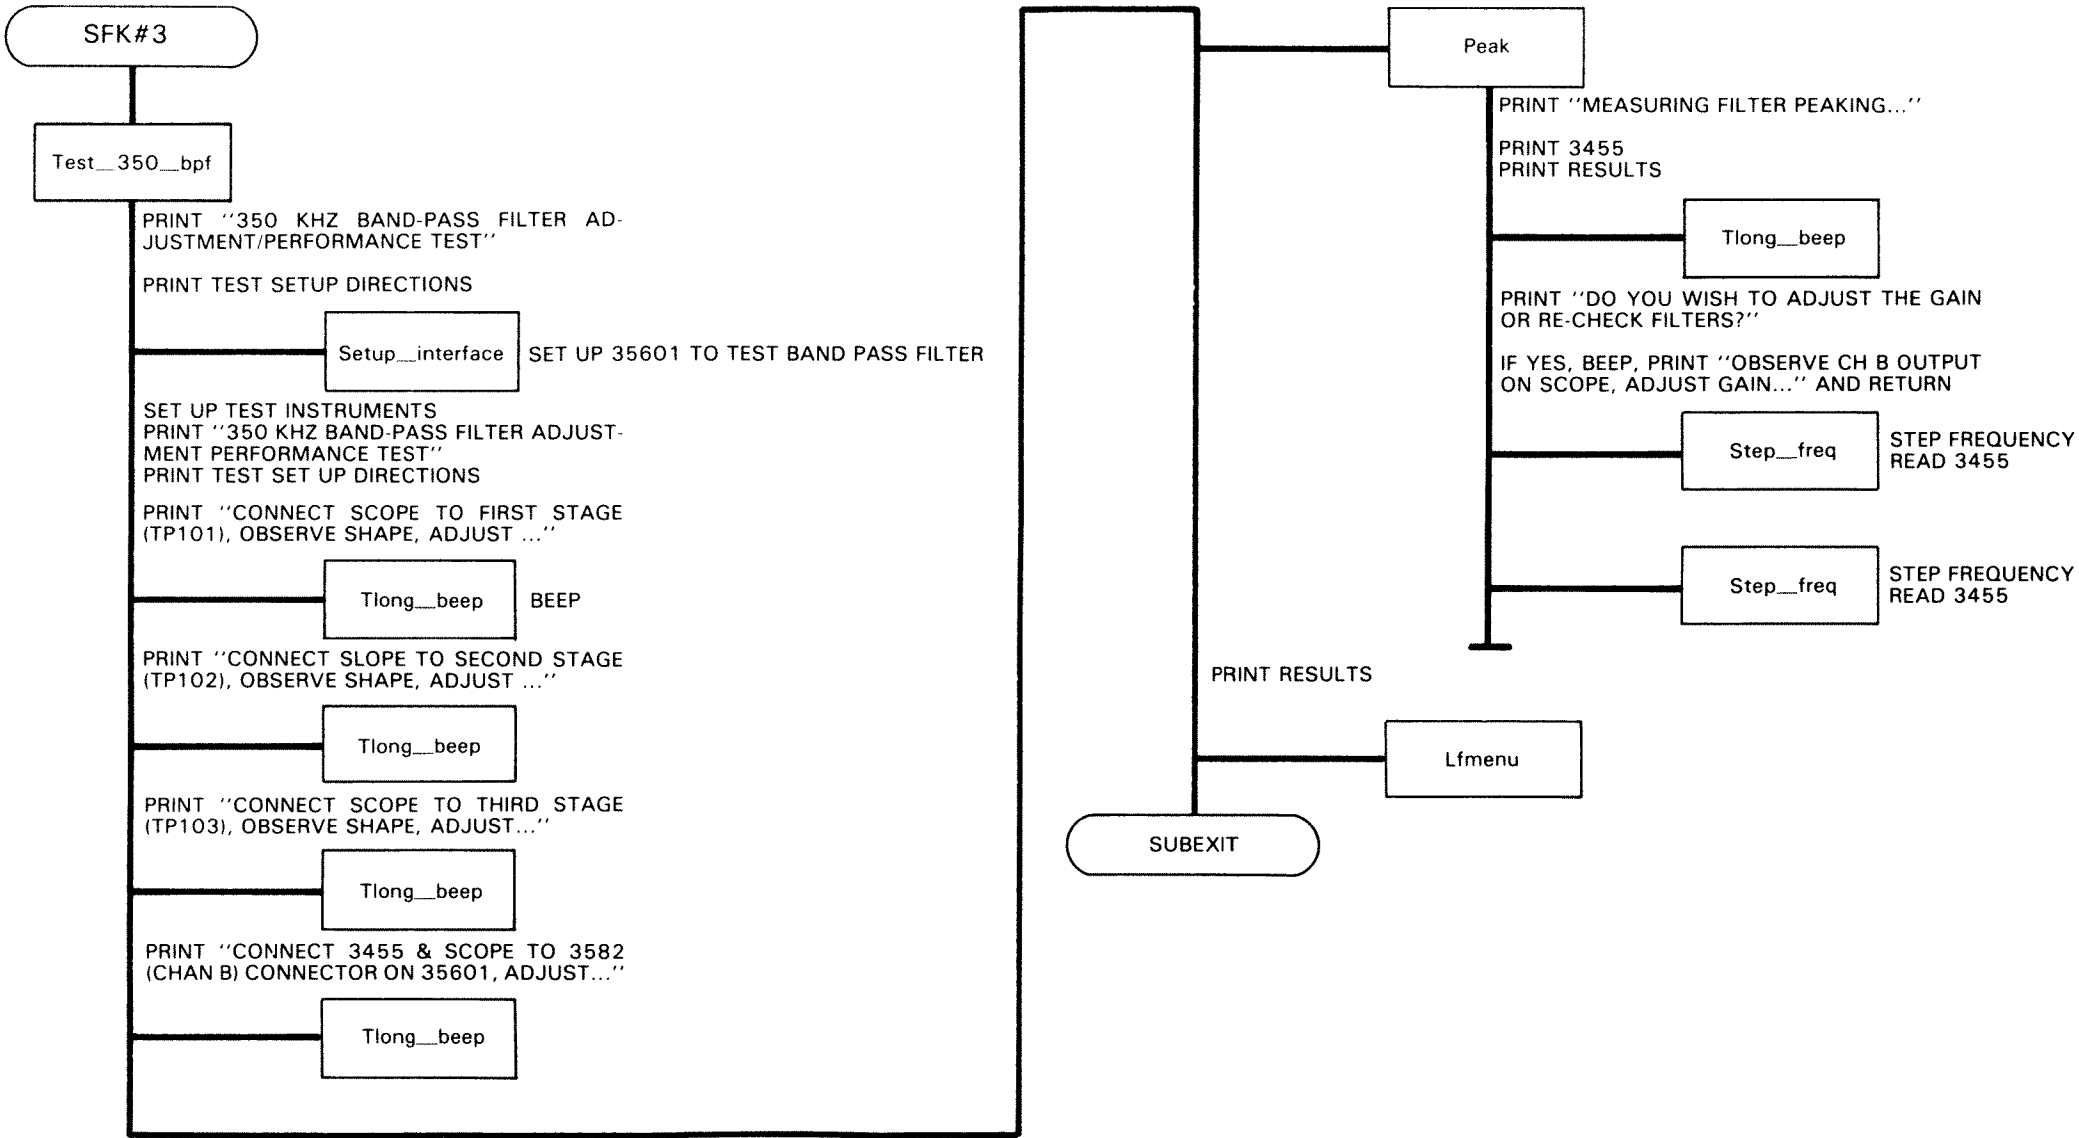 SFK#3
Test__350__bpf
PRINT ''350 KHZ BAND-PASS FILTER AD-
JUSTMENT/PERFORMANCE TEST''
PRINT TEST SETUP DIRECTIONS
Setup__interface
SET UP 35601 TO TEST BAND PASS FILTER
SET UP TEST INSTRUMENTS
PRINT ''350 KHZ BAND-PASS FILTER ADJUST-
MENT PERFORMANCE TEST''
PRINT TEST SET UP DIRECTIONS
PRINT ''CONNECT SCOPE TO FIRST STAGE
(TP101), OBSERVE SHAPE, ADJUST ...''
Tlong__beep
BEEP
PRINT ''CONNECT SLOPE TO SECOND STAGE
(TP102), OBSERVE SHAPE, ADJUST ...''
Tlong__beep
PRINT ''CONNECT SCOPE TO THIRD STAGE
(TP103), OBSERVE SHAPE, ADJUST...''
Tlong__beep
PRINT ''CONNECT 3455 & SCOPE TO 3582
(CHAN B) CONNECTOR ON 35601, ADJUST...''
Tlong__beep
Peak
PRINT ''MEASURING FILTER PEAKING...''
PRINT 3455
PRINT RESULTS
Tlong__beep
PRINT ''DO YOU WISH TO ADJUST THE GAIN
OR RE-CHECK FILTERS?''
IF YES, BEEP, PRINT ''OBSERVE CH B OUTPUT
ON SCOPE, ADJUST GAIN...'' AND RETURN
Step__freq
STEP FREQUENCY
READ 3455
Step__freq
STEP FREQUENCY
READ 3455
PRINT RESULTS
Lfmenu
SUBEXIT